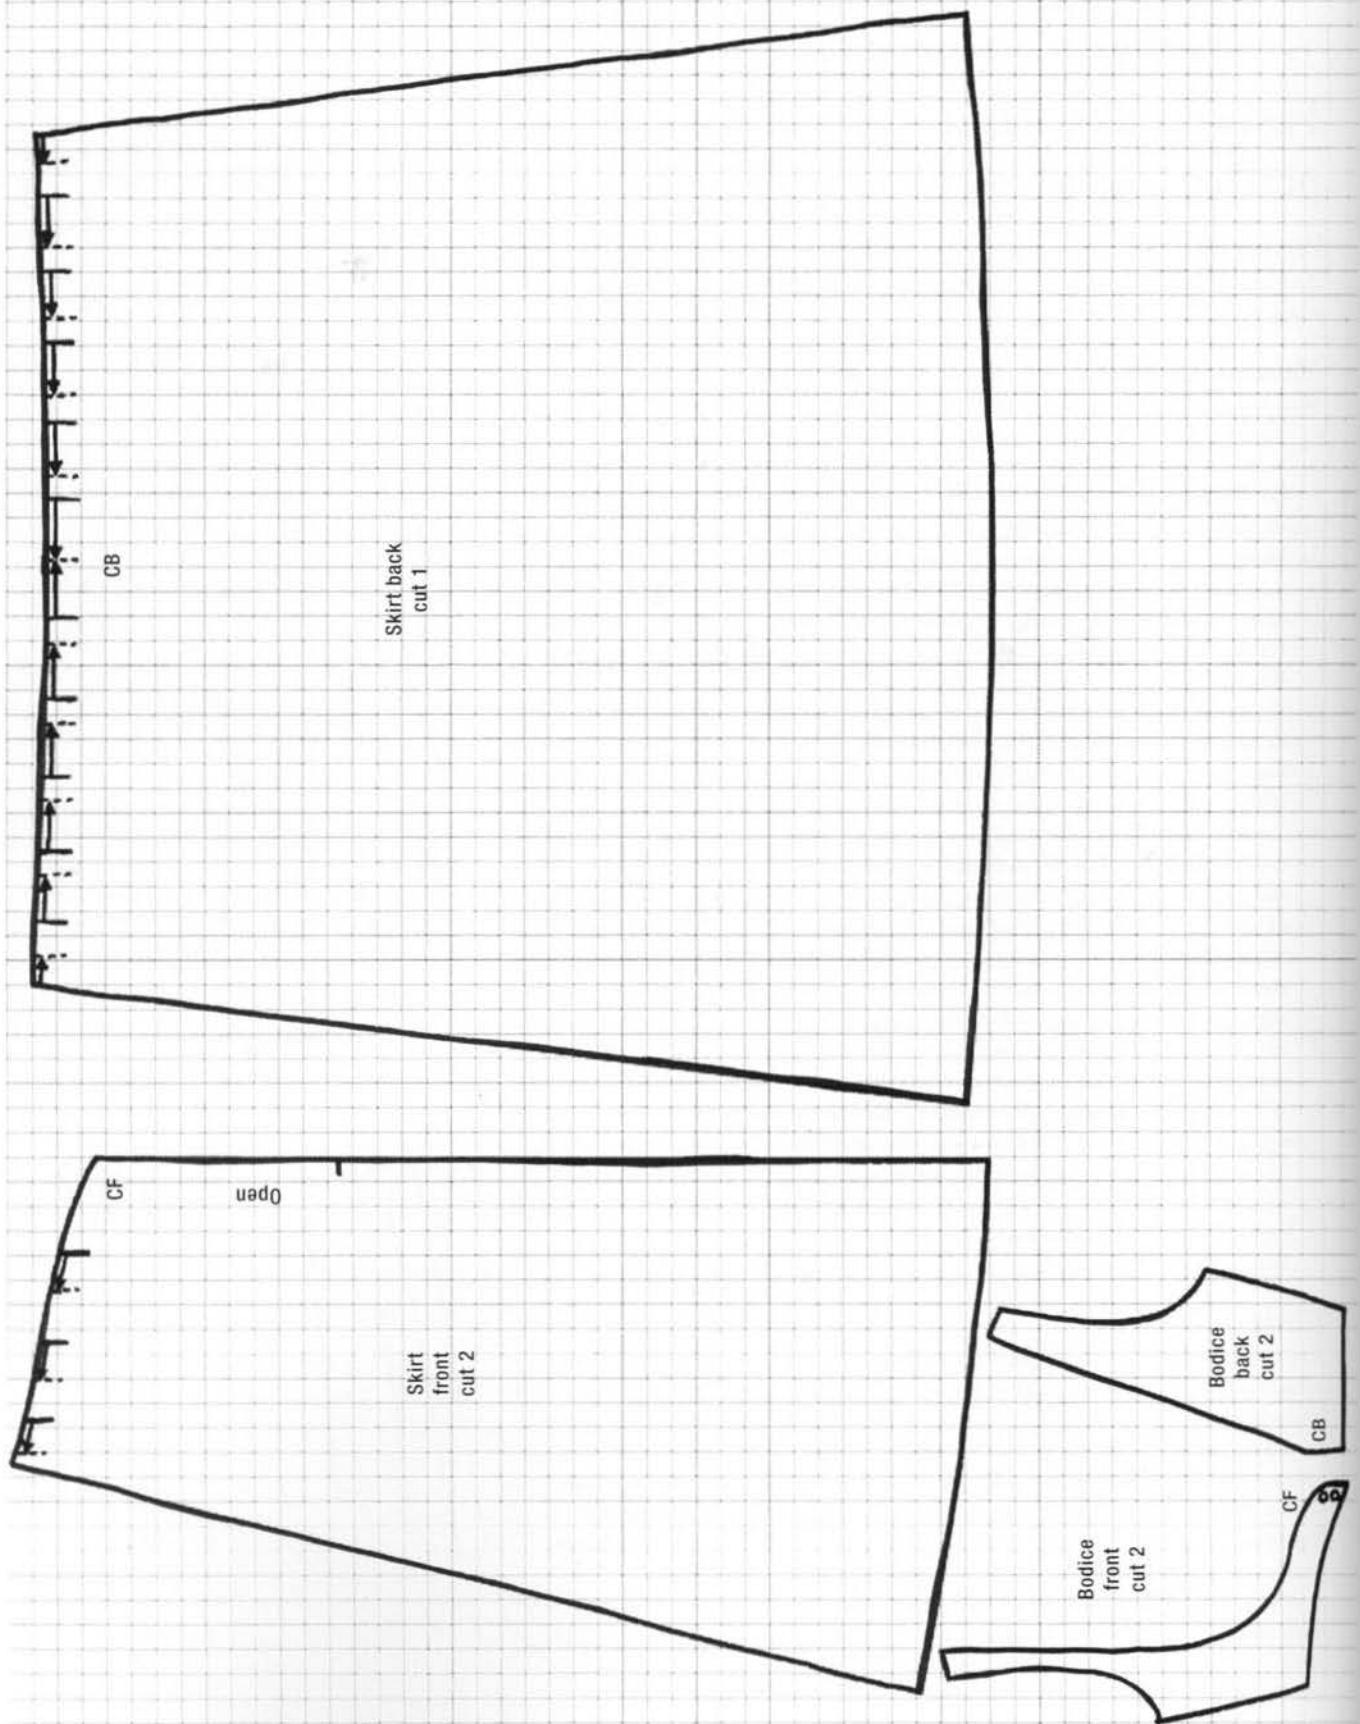 CB
Skirt back
cut 1
CF
Open
Skirt
front
cut 2
Bodice
back
cut 2
CB
CF
Bodice
front
cut 2